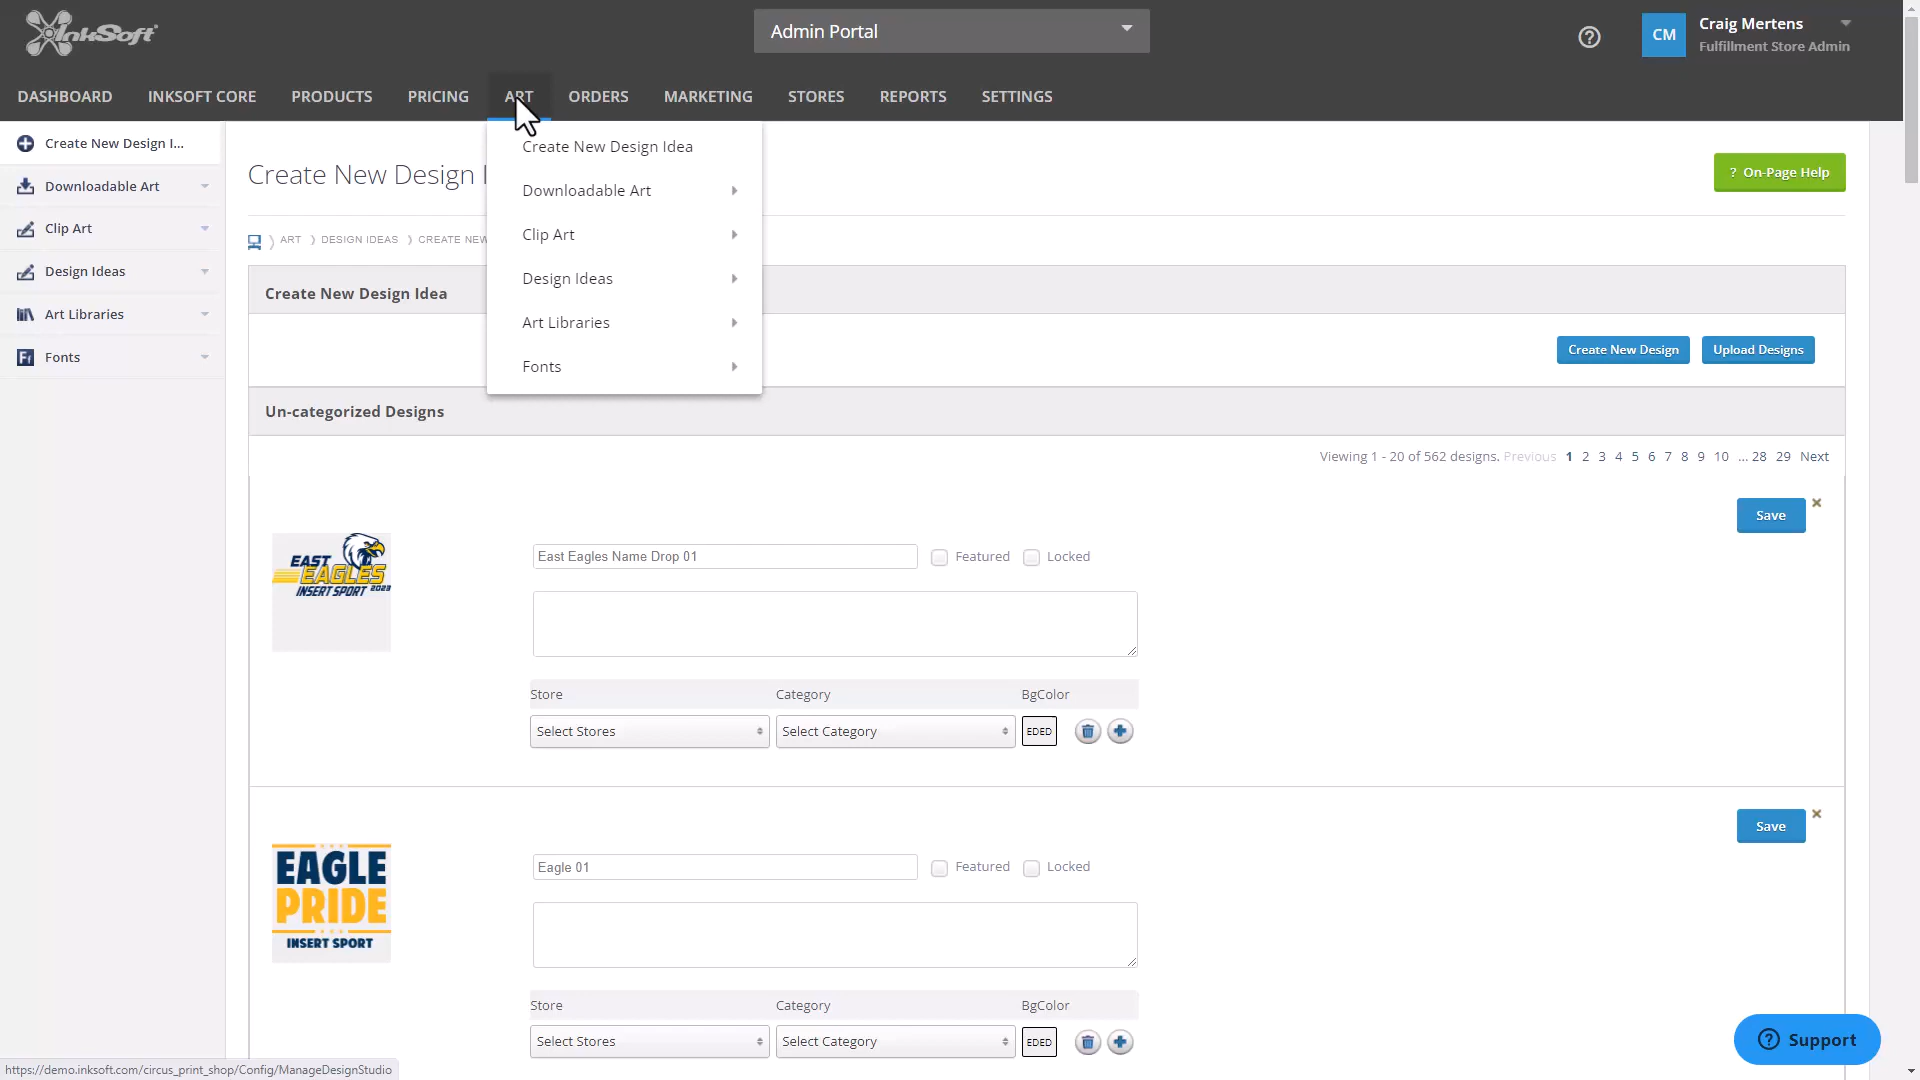 InkSoft
Admin Portal
CM
Craig Mertens
Fulfillment Store Admin
DASHBOARD INKSOFT CORE PRODUCTS PRICING ART ORDERS MARKETING STORES REPORTS SETTINGS
Create New Design I...
Downloadable Art
Clip Art
Design Ideas
Art Libraries
Fonts
Create New Design Idea
Downloadable Art
Clip Art
Design Ideas
Art Libraries
Fonts
Create New Design
? On-Page Help
ART DESIGN IDEAS CREATE NEW
Create New Design Idea
Create New Design Upload Designs
Un-categorized Designs
Viewing 1 - 20 of 562 designs. Previous 1 2 3 4 5 6 7 8 9 10 ... 28 29 Next
Save
EAST
EAGLES
INSERT SPORT 2023
East Eagles Name Drop 01 Featured Locked
Store Category BgColor
Select Stores Select Category EDED
Save
EAGLE
PRIDE
INSERT SPORT
Eagle 01 Featured Locked
Store Category BgColor
Select Stores Select Category EDED
Support
https://demo.inksoft.com/circus_print_shop/Config/ManageDesignStudio